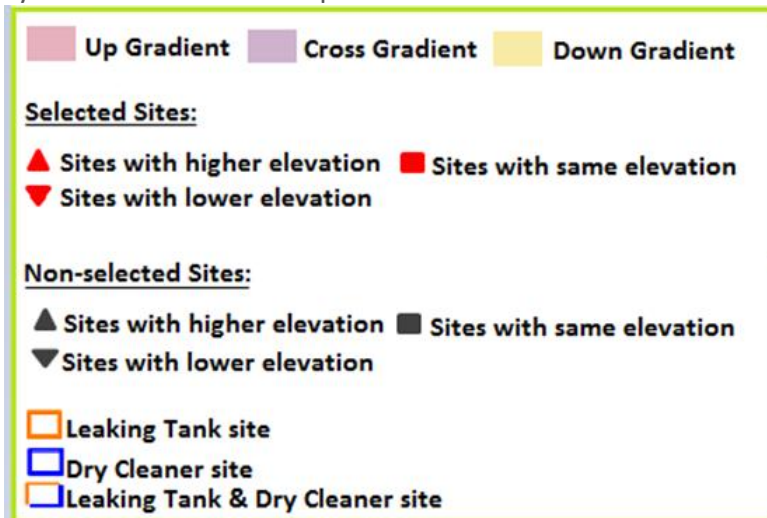 Up Gradient Cross Gradient Down Gradient
Selected Sites:
Sites with higher elevation Sites with same elevation
Sites with lower elevation
Non-selected Sites:
Sites with higher elevation Sites with same elevation
Sites with lower elevation
Leaking Tank site
Dry Cleaner site
Leaking Tank & Dry Cleaner site